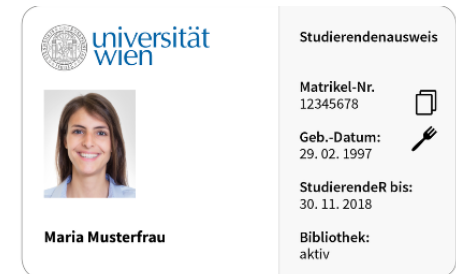 universität
wien
Maria Musterfrau
Studierendenausweis
Matrikel-Nr.
12345678
Geb.-Datum:
29. 02. 1997
StudierendeR bis:
30. 11. 2018
Bibliothek:
aktiv